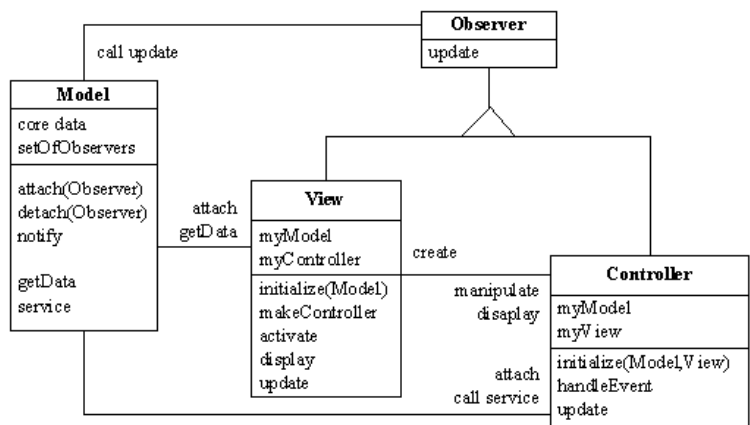 Observer
update
call update
Model
core data
setOfObservers
attach(Observer)
detach(Observer)
notify
getData
service
attach
getData
View
myModel
myController
initialize(Model)
makeController
activate
display
update
create
manipulate
disaplay
attach
call service
Controller
myModel
myView
initialize(Model,View)
handleEvent
update